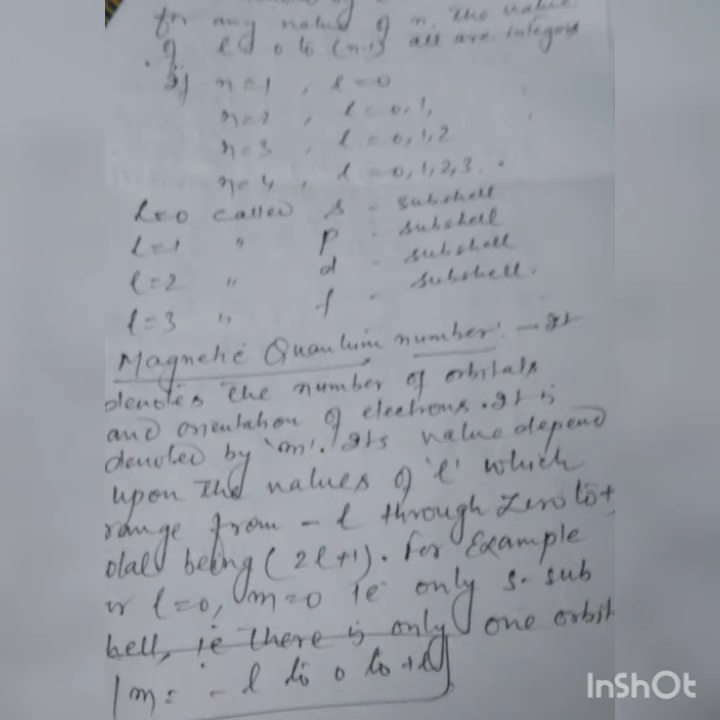 for any value of n, the value
of l 0 to (n-1) all are integers
If n=1, l=0
n=2, l=0,1,
n=3, l=0,1,2
n=4, l=0,1,2,3.
l=0 called s - subshell
l=1 " p - subshell
l=2 " d - subshell
l=3 " f - subshell.
Magnetic Quantum number: - It
denotes the number of orbitals
and orientation of electrons. It is
denoted by 'm'. Its value depend
upon the values of 'l' which
range from - l through zero to +
otal being (2l+1). For Example
or l=0, m=0 ie only s-sub
hell, ie there is only one orbit
m = - l to 0 to +l
InShOt